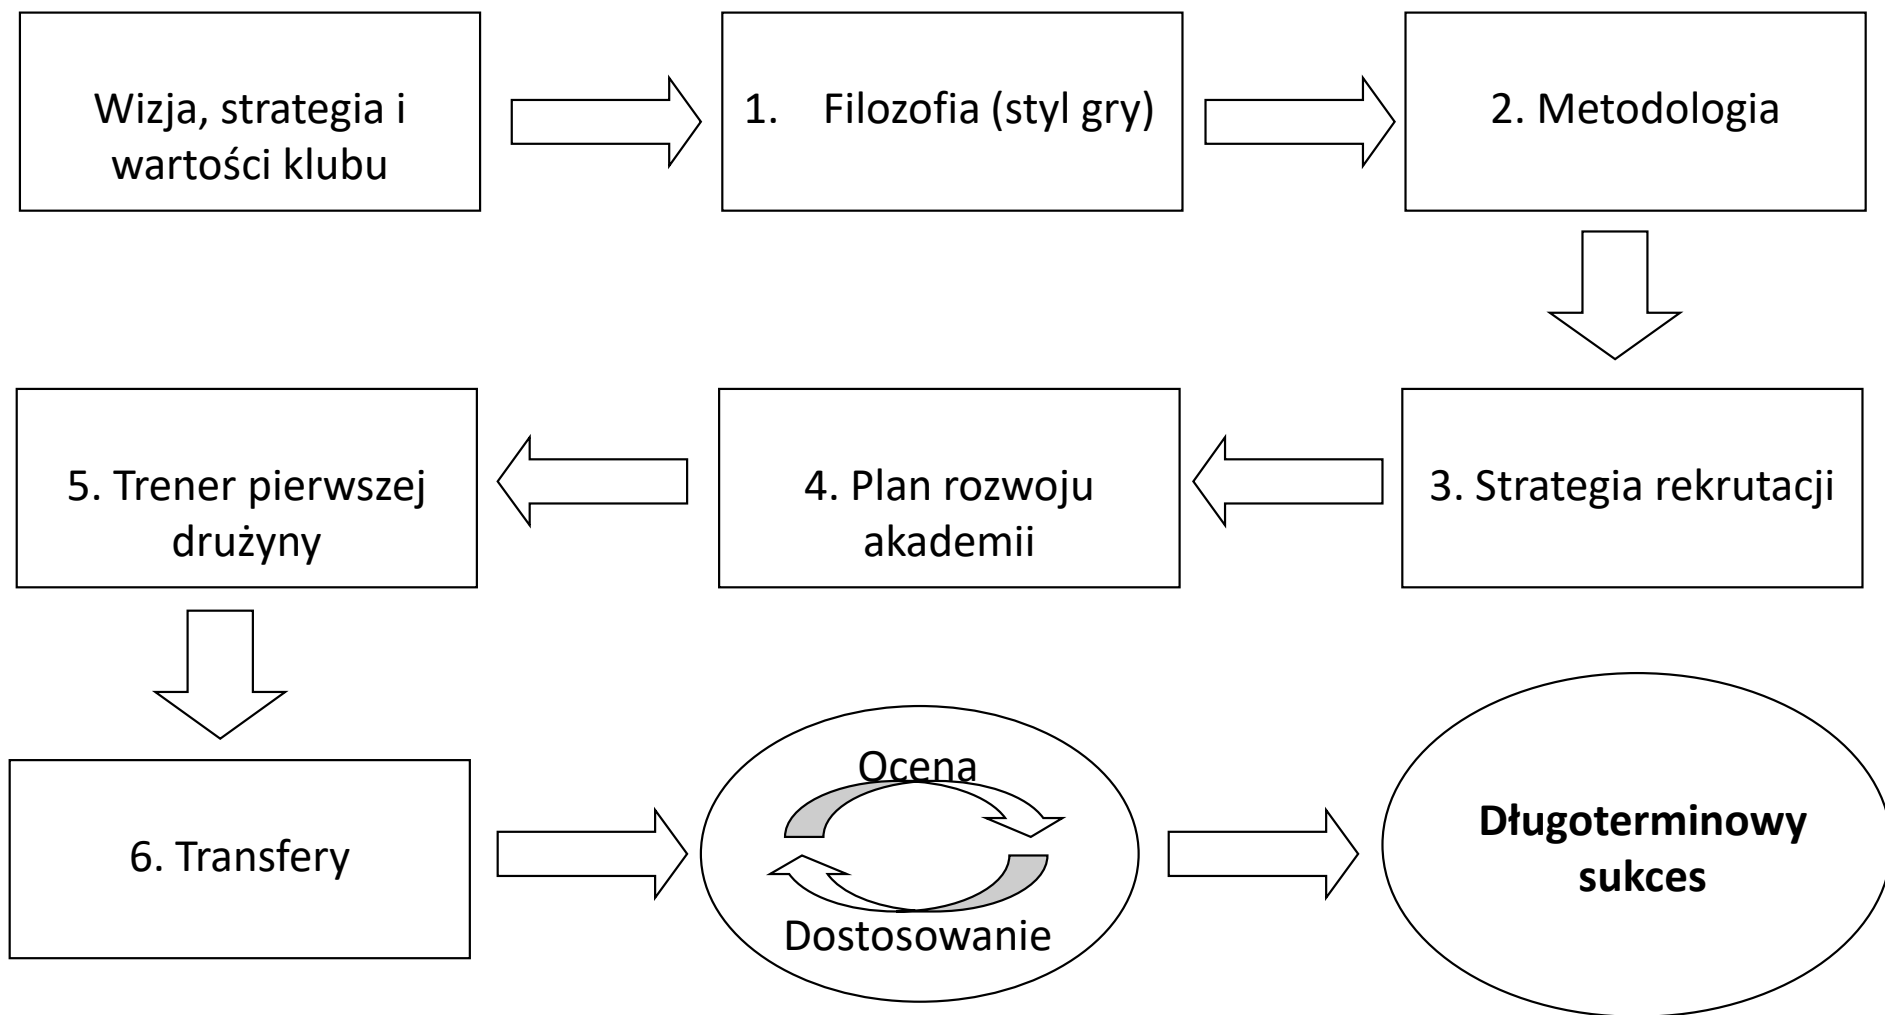 Wizja, strategia i
wartości klubu
1. Filozofia (styl gry)
2. Metodologia
3. Strategia rekrutacji
4. Plan rozwoju
akademii
5. Trener pierwszej
drużyny
6. Transfery
Ocena
Dostosowanie
Długoterminowy
sukces